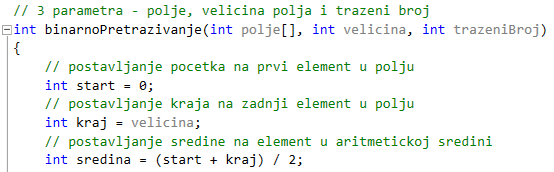 // 3 parametra - polje, velicina polja i trazeni broj
int binarnoPretrazivanje(int polje[], int velicina, int trazeniBroj)
{
// postavljanje pocetka na prvi element u polju
int start = 0;
// postavljanje kraja na zadnji element u polju
int kraj = velicina;
// postavljanje sredine na element u aritmetickoj sredini
int sredina = (start + kraj) / 2;